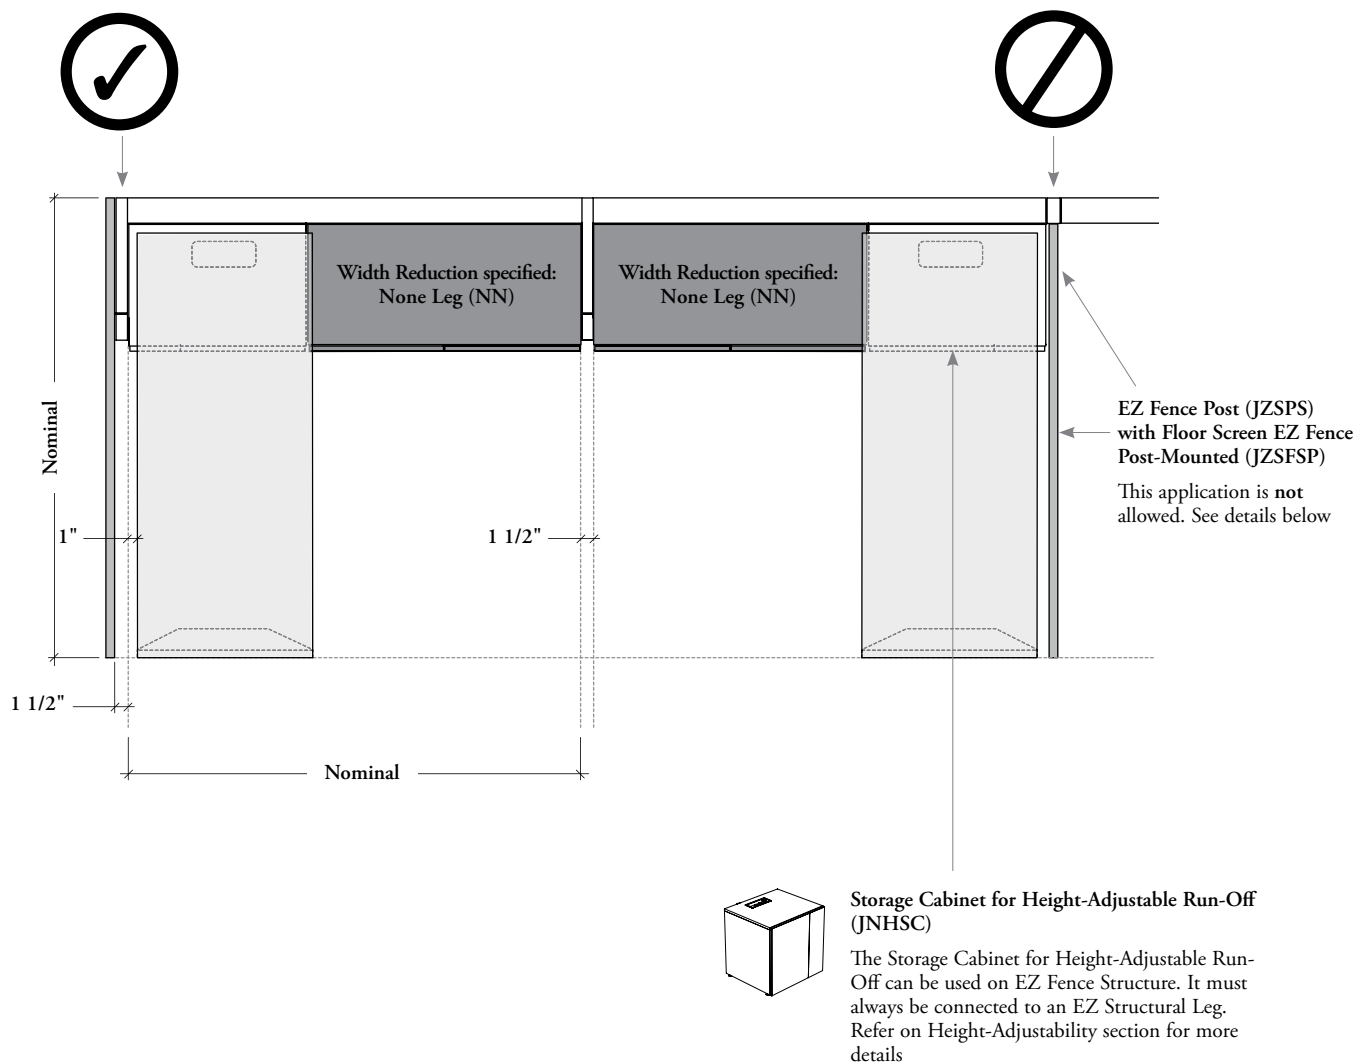 Width Reduction specified:
None Leg (NN)
Width Reduction specified:
None Leg (NN)
Nominal
EZ Fence Post (JZSPS)
with Floor Screen EZ Fence
Post-Mounted (JZSFSP)
This application is not
allowed. See details below
1"
1 1/2"
1 1/2"
Nominal
Storage Cabinet for Height-Adjustable Run-Off
(JNHSC)
The Storage Cabinet for Height-Adjustable Run-
Off can be used on EZ Fence Structure. It must
always be connected to an EZ Structural Leg.
Refer on Height-Adjustability section for more
details